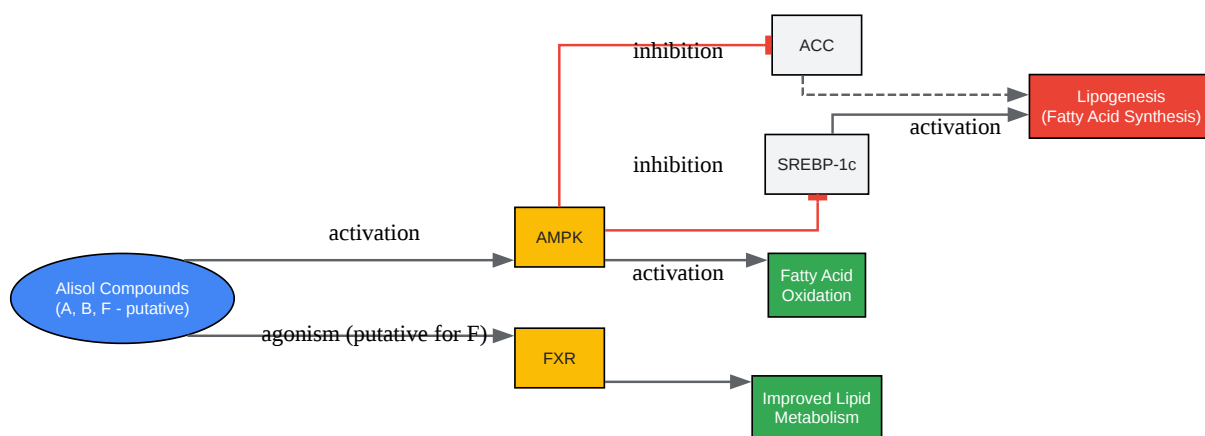 inhibition
ACC
Lipogenesis
(Fatty Acid Synthesis)
activation
inhibition
SREBP-1c
activation
AMPK
activation
Fatty Acid
Oxidation
Alisol Compounds
(A, B, F - putative)
agonism (putative for F)
FXR
Improved Lipid
Metabolism